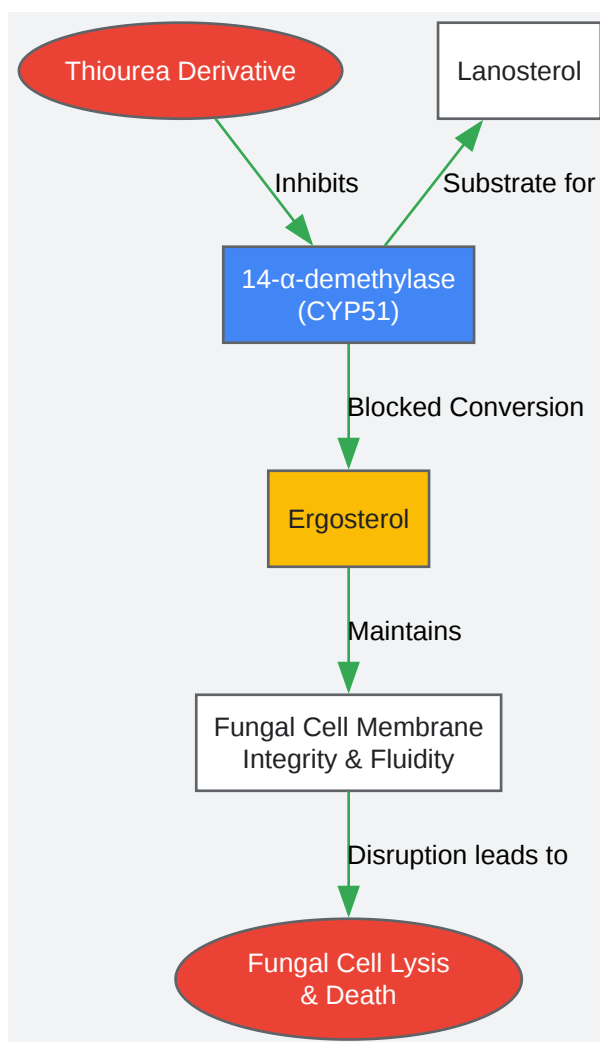 Thiourea Derivative
Lanosterol
Inhibits
Substrate for
14-α-demethylase
(CYP51)
Blocked Conversion
Ergosterol
Maintains
Fungal Cell Membrane
Integrity & Fluidity
Disruption leads to
Fungal Cell Lysis
& Death